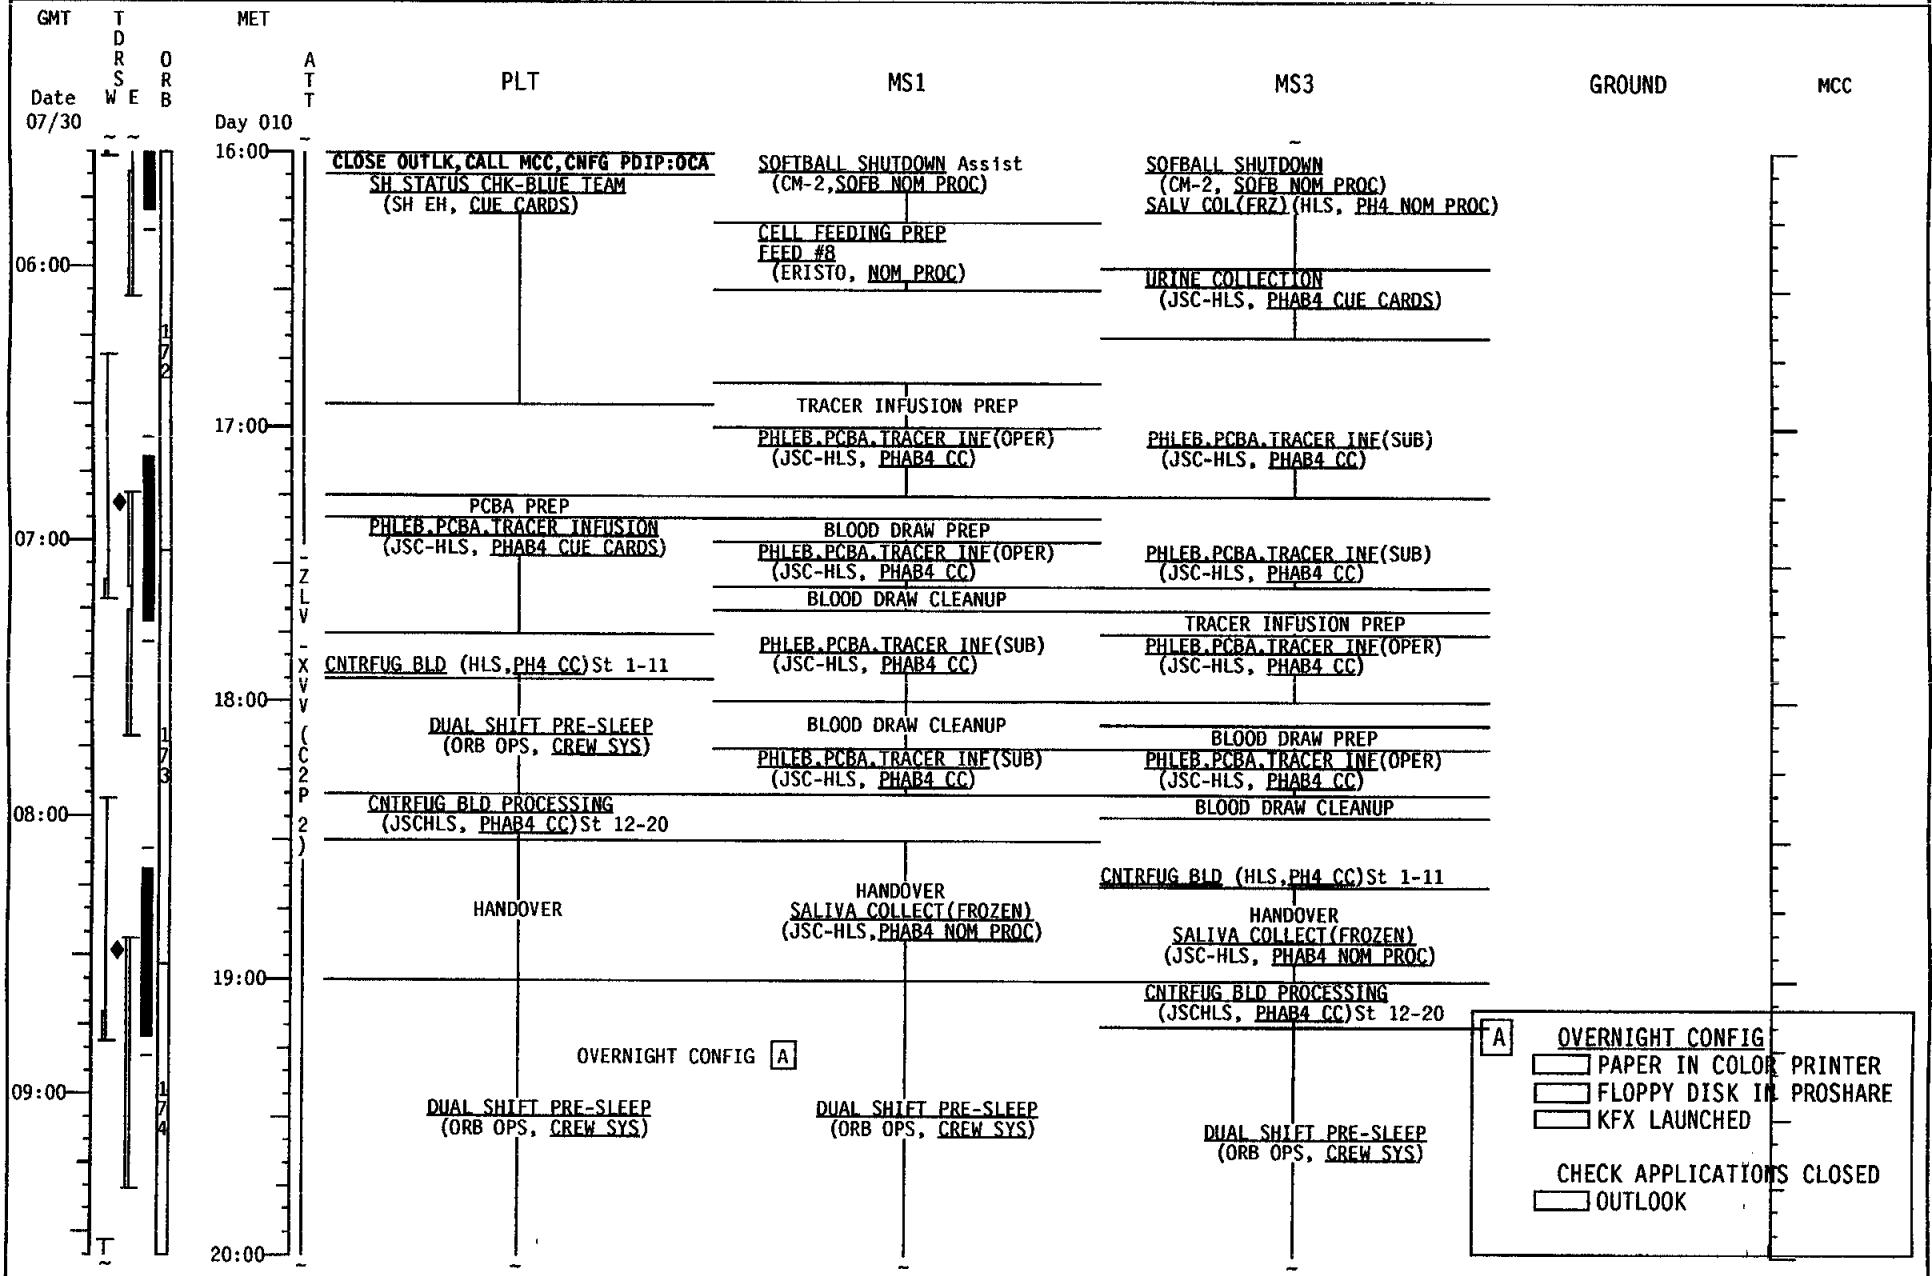 GMT
TDRS
W E
ORB
MET
ATT
PLT
MS1
MS3
GROUND
MCC
Date
07/30
Day 010
16:00
CLOSE OUTLK,CALL MCC,CNFG PDIP:OCA
SH STATUS CHK-BLUE TEAM
(SH EH, CUE CARDS)
SOFTBALL SHUTDOWN Assist
(CM-2,SOFB NOM PROC)
SOFBALL SHUTDOWN
(CM-2, SOFB NOM PROC)
SALV COL(FRZ)(HLS, PH4 NOM PROC)
CELL FEEDING PREP
FEED #8
(ERISTO, NOM PROC)
06:00
URINE COLLECTION
(JSC-HLS, PHAB4 CUE CARDS)
172
TRACER INFUSION PREP
17:00
PHLEB.PCBA.TRACER INF(OPER)
(JSC-HLS, PHAB4 CC)
PHLEB.PCBA.TRACER INF(SUB)
(JSC-HLS, PHAB4 CC)
PCBA PREP
PHLEB.PCBA.TRACER INFUSION
(JSC-HLS, PHAB4 CUE CARDS)
BLOOD DRAW PREP
07:00
PHLEB.PCBA.TRACER INF(OPER)
(JSC-HLS, PHAB4 CC)
PHLEB.PCBA.TRACER INF(SUB)
(JSC-HLS, PHAB4 CC)
BLOOD DRAW CLEANUP
TRACER INFUSION PREP
-ZLV -XVV (C2P 2)
PHLEB.PCBA.TRACER INF(SUB)
(JSC-HLS, PHAB4 CC)
PHLEB.PCBA.TRACER INF(OPER)
(JSC-HLS, PHAB4 CC)
CNTRFUG BLD (HLS,PH4 CC)St 1-11
18:00
DUAL SHIFT PRE-SLEEP
(ORB OPS, CREW SYS)
BLOOD DRAW CLEANUP
BLOOD DRAW PREP
173
PHLEB.PCBA.TRACER INF(SUB)
(JSC-HLS, PHAB4 CC)
PHLEB.PCBA.TRACER INF(OPER)
(JSC-HLS, PHAB4 CC)
08:00
CNTRFUG BLD PROCESSING
(JSCHLS, PHAB4 CC)St 12-20
BLOOD DRAW CLEANUP
CNTRFUG BLD (HLS,PH4 CC)St 1-11
HANDOVER
HANDOVER
SALIVA COLLECT(FROZEN)
(JSC-HLS,PHAB4 NOM PROC)
HANDOVER
SALIVA COLLECT(FROZEN)
(JSC-HLS, PHAB4 NOM PROC)
19:00
CNTRFUG BLD PROCESSING
(JSCHLS, PHAB4 CC)St 12-20
OVERNIGHT CONFIG A
09:00
174
DUAL SHIFT PRE-SLEEP
(ORB OPS, CREW SYS)
DUAL SHIFT PRE-SLEEP
(ORB OPS, CREW SYS)
DUAL SHIFT PRE-SLEEP
(ORB OPS, CREW SYS)
20:00
A OVERNIGHT CONFIG
PAPER IN COLOR PRINTER
FLOPPY DISK IN PROSHARE
KFX LAUNCHED
CHECK APPLICATIONS CLOSED
OUTLOOK